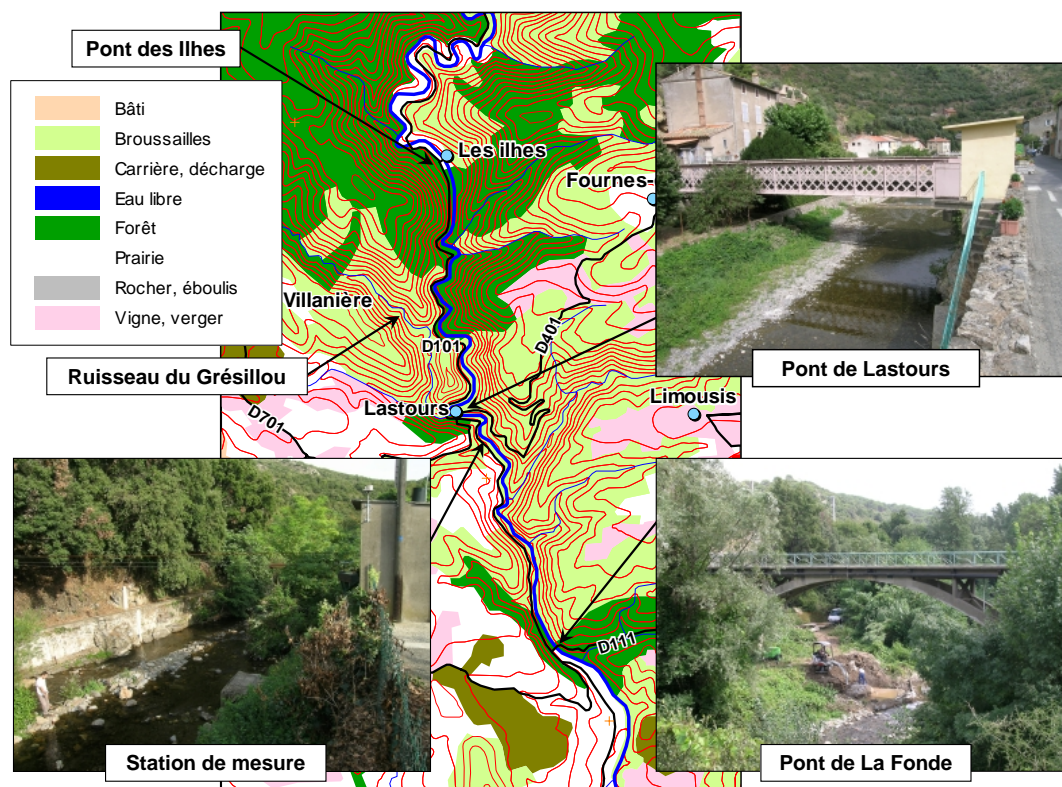 Pont des Ilhes
Bâti
Broussailles
Carrière, décharge
Eau libre
Forêt
Prairie
Rocher, éboulis
Vigne, verger
Les ilhes
Fournes-
Villanière
D101
D401
Ruisseau du Grésillou
Pont de Lastours
Lastours
Limousis
D701
D111
Station de mesure
Pont de La Fonde